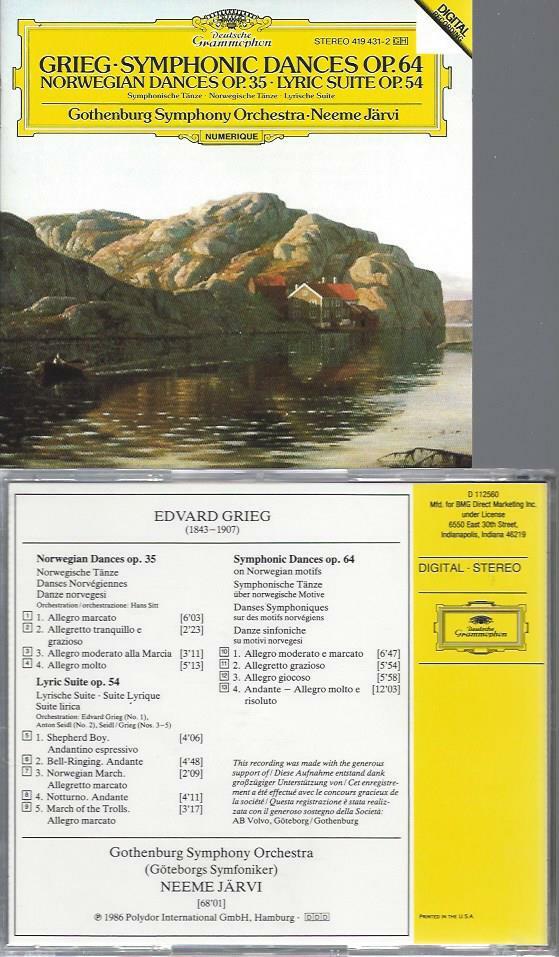 Deutsche
Grammophon
STEREO 419 431-2 GH
DIGITAL
RECORDING
GRIEG · SYMPHONIC DANCES OP. 64
NORWEGIAN DANCES OP. 35 · LYRIC SUITE OP. 54
Symphonische Tänze · Norwegische Tänze · Lyrische Suite
Gothenburg Symphony Orchestra · Neeme Järvi
NUMERIQUE
EDVARD GRIEG
(1843–1907)
Norwegian Dances op. 35
Norwegische Tänze
Danses Norvégiennes
Danze norvegesi
Orchestration / orchestrazione: Hans Sitt
1 1. Allegro marcato [6'03]
2 2. Allegretto tranquillo e
grazioso [2'23]
3 3. Allegro moderato alla Marcia [3'11]
4 4. Allegro molto [5'13]
Lyric Suite op. 54
Lyrische Suite · Suite Lyrique
Suite lirica
Orchestration: Edvard Grieg (No. 1),
Anton Seidl (No. 2), Seidl / Grieg (Nos. 3–5)
5 1. Shepherd Boy. [4'06]
Andantino espressivo
6 2. Bell-Ringing. Andante [4'48]
7 3. Norwegian March. [2'09]
Allegretto marcato
8 4. Notturno. Andante [4'11]
9 5. March of the Trolls. [3'17]
Allegro marcato
Symphonic Dances op. 64
on Norwegian motifs
Symphonische Tänze
über norwegische Motive
Danses Symphoniques
sur des motifs norvégiens
Danze sinfoniche
su motivi norvegesi
10 1. Allegro moderato e marcato [6'47]
11 2. Allegretto grazioso [5'54]
12 3. Allegro giocoso [5'58]
13 4. Andante – Allegro molto e [12'03]
risoluto
This recording was made with the generous
support of / Diese Aufnahme entstand dank
großzügiger Unterstützung von / Cet enregistre-
ment a été effectué avec le concours gracieux de
la société / Questa registrazione è stata realiz-
zata con il generoso sostegno della Società:
AB Volvo, Göteborg / Gothenburg
Gothenburg Symphony Orchestra
(Göteborgs Symfoniker)
NEEME JÄRVI
[68'01]
℗ 1986 Polydor International GmbH, Hamburg · DDD
D 112560
Mfd. for BMG Direct Marketing Inc.
under License
6550 East 30th Street,
Indianapolis, Indiana 46219
DIGITAL · STEREO
Deutsche
Grammophon
PRINTED IN THE U.S.A.